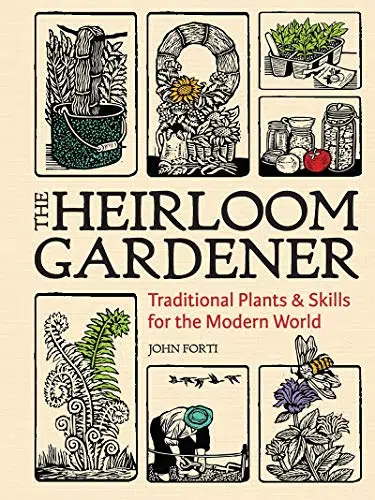 THE
HEIRLOOM
GARDENER
Traditional Plants & Skills
for the Modern World
JOHN FORTI